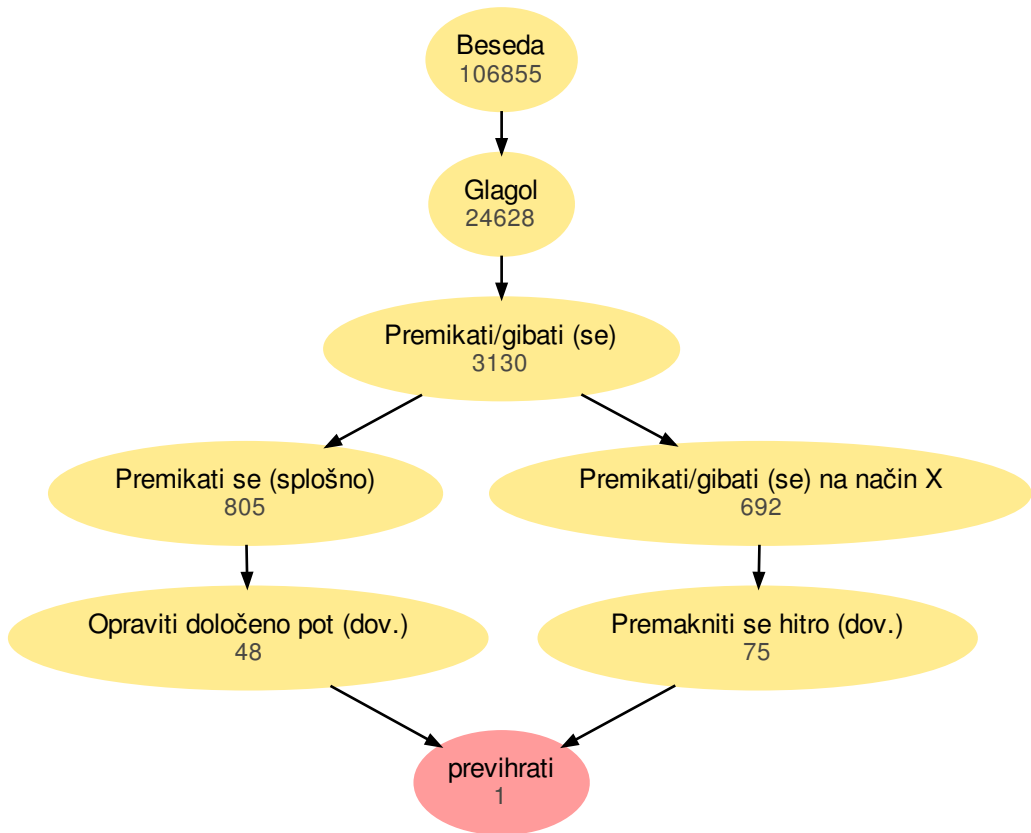 Beseda
106855
Glagol
24628
Premikati/gibati (se)
3130
Premikati se (splošno)
805
Premikati/gibati (se) na način X
692
Opraviti določeno pot (dov.)
48
Premakniti se hitro (dov.)
75
previhrati
1